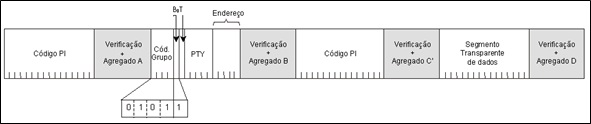 B₀T
Endereço
Código PI
Verificação
+
Agregado A
Cód.
Grupo
PTY
Verificação
+
Agregado B
Código PI
Verificação
+
Agregado C'
Segmento
Transparente
de dados
Verificação
+
Agregado D
0 1 0 1 1